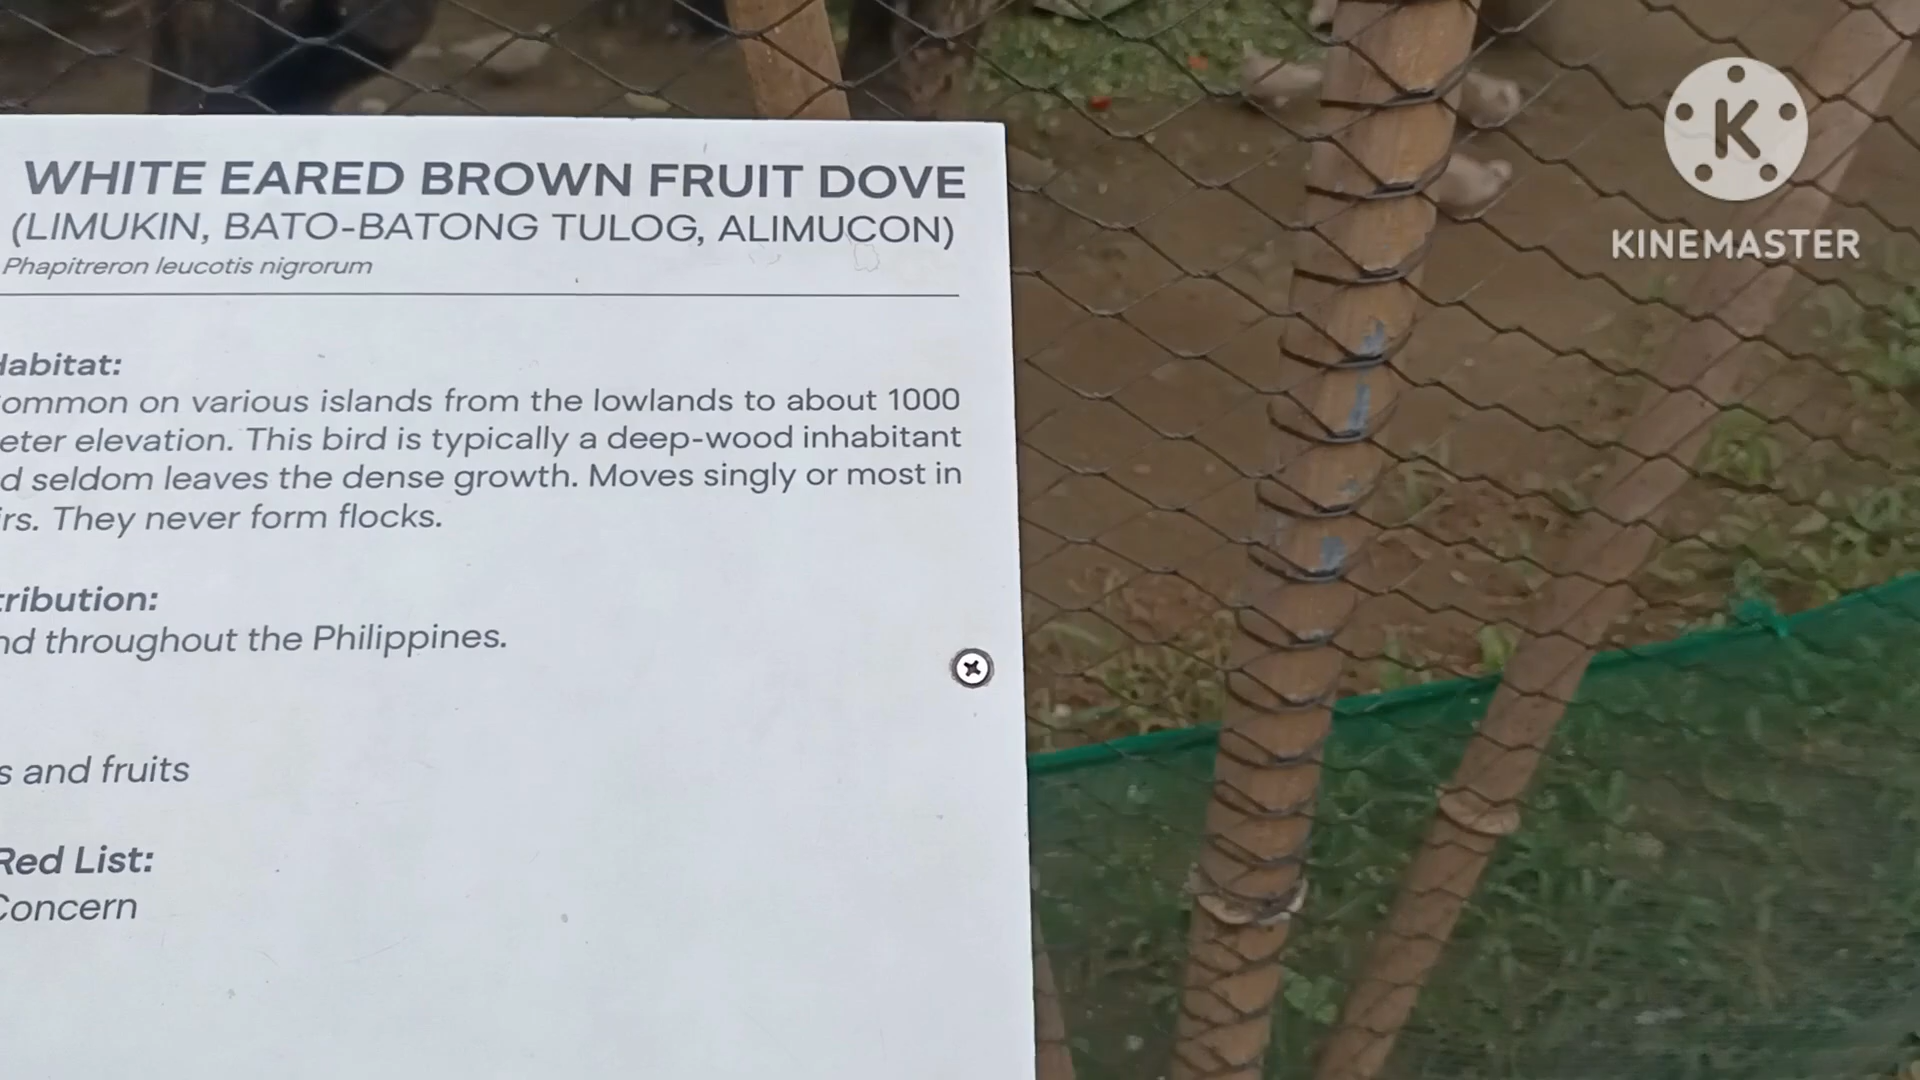 WHITE EARED BROWN FRUIT DOVE
(LIMUKIN, BATO-BATONG TULOG, ALIMUCON)
Phapitreron leucotis nigrorum
Habitat:
ommon on various islands from the lowlands to about 1000
eter elevation. This bird is typically a deep-wood inhabitant
d seldom leaves the dense growth. Moves singly or most in
irs. They never form flocks.
tribution:
nd throughout the Philippines.
s and fruits
Red List:
Concern
K
KINEMASTER